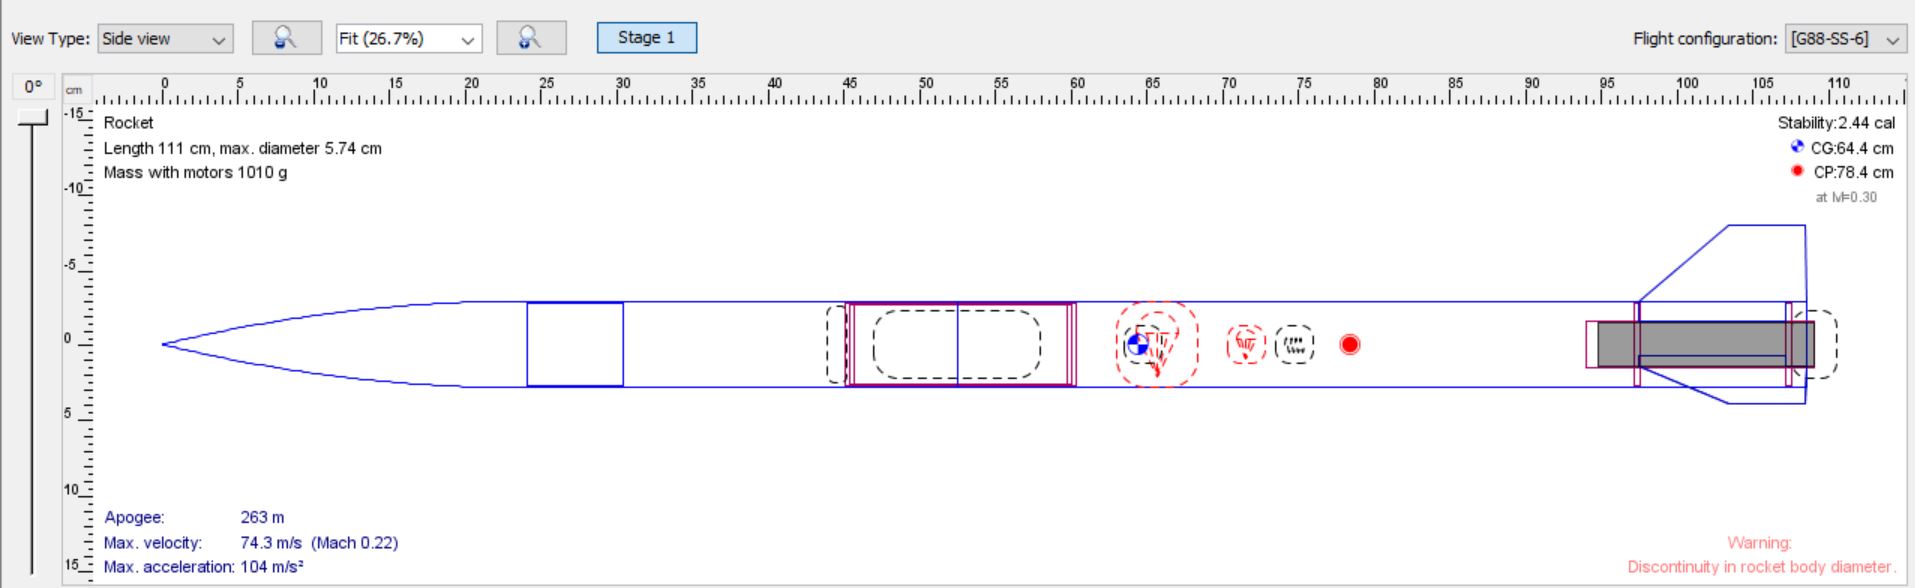 View Type: Side view Fit (26.7%) Stage 1 Flight configuration: [G88-SS-6]
0°
cm 0 5 10 15 20 25 30 35 40 45 50 55 60 65 70 75 80 85 90 95 100 105 110
-15
-10
-5
0
5
10
15
Rocket
Length 111 cm, max. diameter 5.74 cm
Mass with motors 1010 g
Stability:2.44 cal
CG:64.4 cm
CP:78.4 cm
at M=0.30
Apogee: 263 m
Max. velocity: 74.3 m/s (Mach 0.22)
Max. acceleration: 104 m/s²
Warning:
Discontinuity in rocket body diameter.